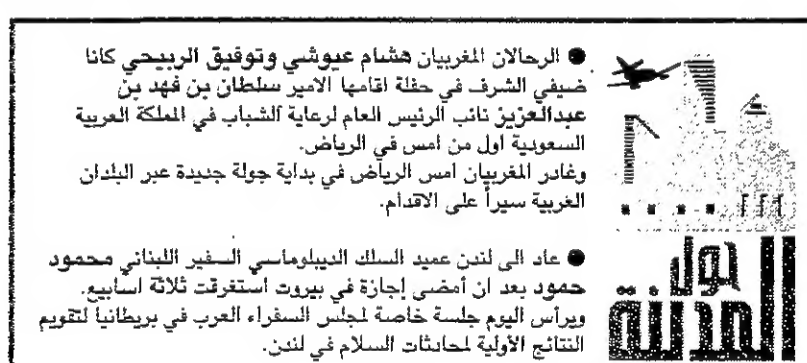 ● الرحالان المغربيان هشام عيوشي وتوفيق الربيحي كانا
ضيفي الشرف في حفلة اقامها الامير سلطان بن فهد بن
عبدالعزيز نائب الرئيس العام لرعاية الشباب في المملكة العربية
السعودية اول من امس في الرياض.
وغادر المغربيان امس الرياض في بداية جولة جديدة عبر البلدان
الغربية سيراً على الاقدام.
● عاد الى لندن عميد السلك الديبلوماسي السفير اللبناني محمود
حمود بعد ان أمضى إجازة في بيروت استغرقت ثلاثة اسابيع.
ويرأس اليوم جلسة خاصة لمجلس السفراء العرب في بريطانيا لتقويم
النتائج الأولية لمحادثات السلام في لندن.
حول
المدينة